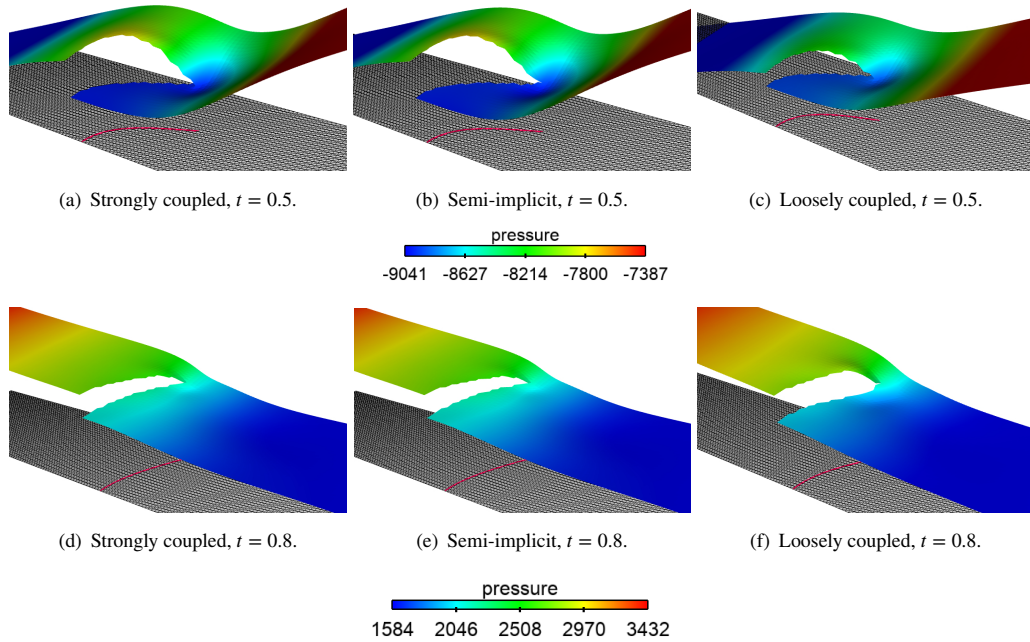 (a) Strongly coupled, t = 0.5.
(b) Semi-implicit, t = 0.5.
(c) Loosely coupled, t = 0.5.
pressure
-9041 -8627 -8214 -7800 -7387
(d) Strongly coupled, t = 0.8.
(e) Semi-implicit, t = 0.8.
(f) Loosely coupled, t = 0.8.
pressure
1584 2046 2508 2970 3432